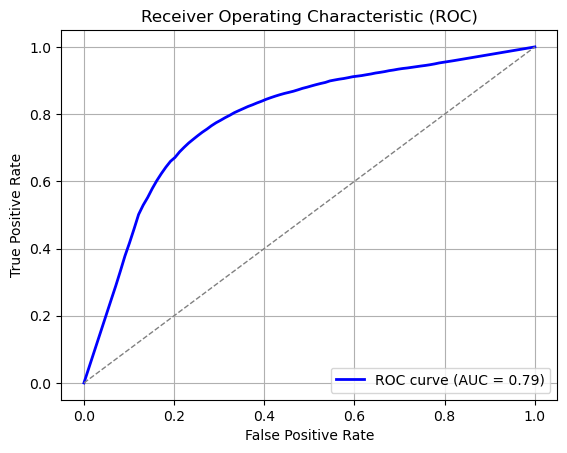 Receiver Operating Characteristic (ROC)
1.0
0.8
0.6
0.4
0.2
0.0
True Positive Rate
ROC curve (AUC = 0.79)
0.0 0.2 0.4 0.6 0.8 1.0
False Positive Rate